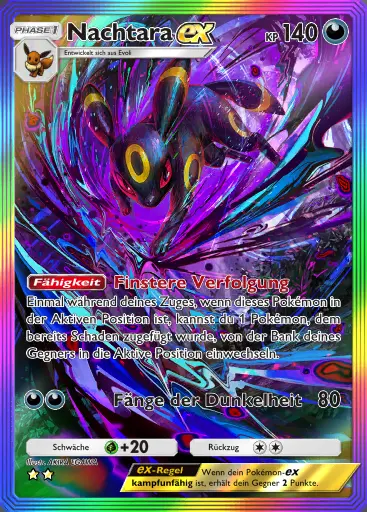 PHASE 1 Nachtara ex KP 140
Entwickelt sich aus Evoli
Fähigkeit Finstere Verfolgung
Einmal während deines Zuges, wenn dieses Pokémon in
der Aktiven Position ist, kannst du 1 Pokémon, dem
bereits Schaden zugefügt wurde, von der Bank deines
Gegners in die Aktive Position einwechseln.
Fänge der Dunkelheit 80
Schwäche +20 Rückzug
Illustr. AKIRA EGAWA
ex-Regel Wenn dein Pokémon-ex
kampfunfähig ist, erhält dein Gegner 2 Punkte.